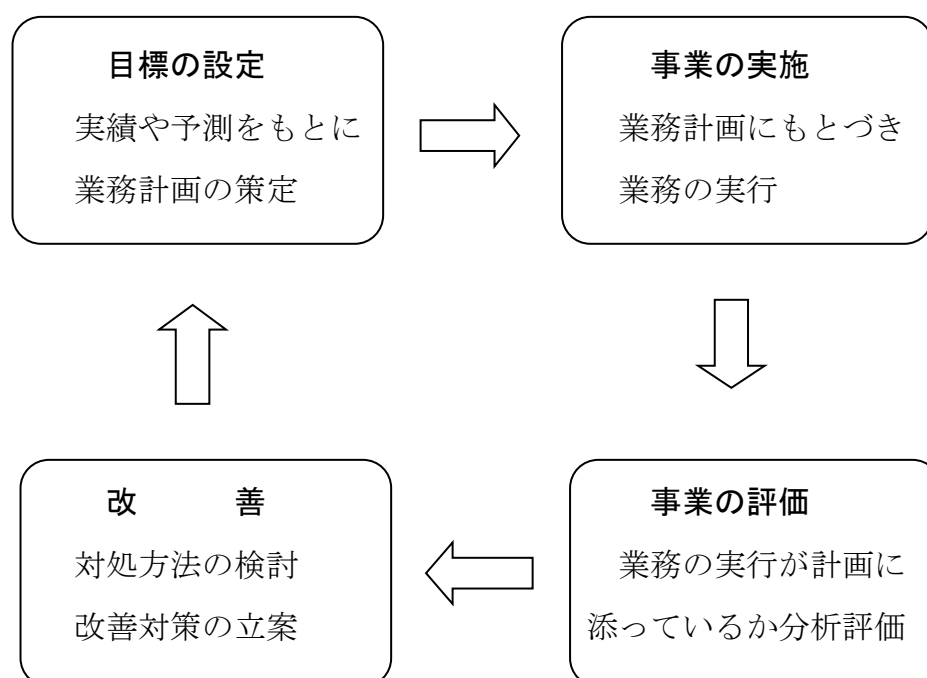 目標の設定
実績や予測をもとに
業務計画の策定
事業の実施
業務計画にもとづき
業務の実行
改　　善
対処方法の検討
改善対策の立案
事業の評価
業務の実行が計画に
添っているか分析評価